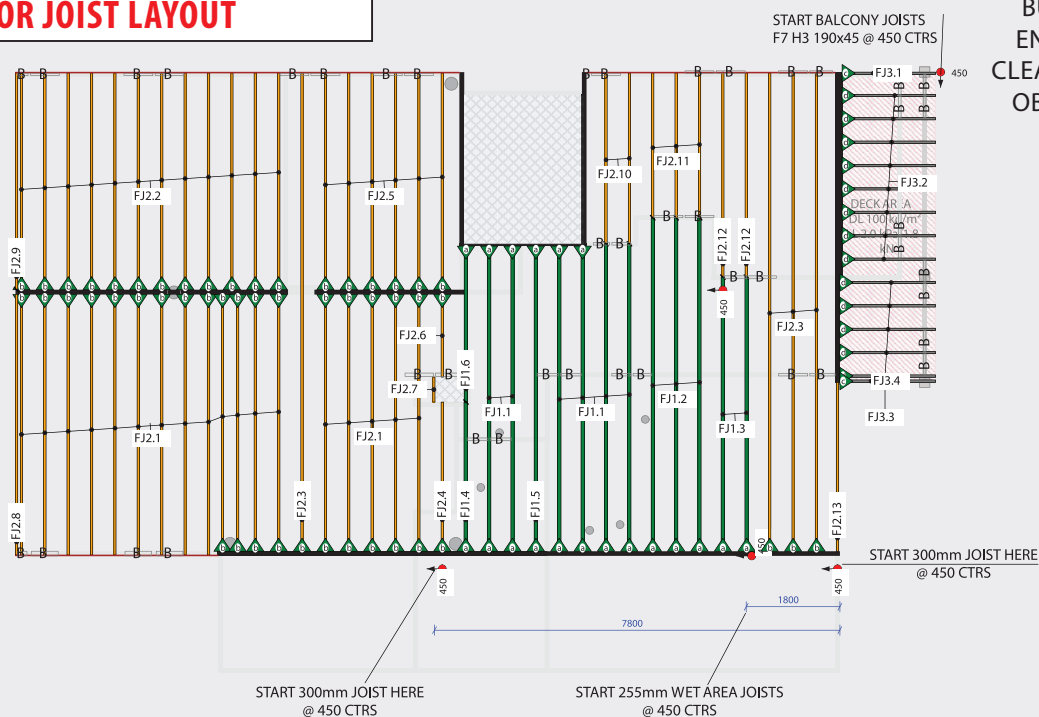 OR JOIST LAYOUT
START BALCONY JOISTS
F7 H3 190x45 @ 450 CTRS
450
BU
EN
CLEA
OB
FJ3.1
FJ2.2
FJ2.5
FJ2.10
FJ2.11
FJ3.2
DECK AR :A
FJ2.9
FJ2.12
FJ2.12
450
FJ2.3
FJ2.6
FJ2.7
FJ1.6
FJ1.1
FJ1.1
FJ1.2
FJ1.3
FJ3.4
FJ3.3
FJ2.1
FJ2.1
FJ2.8
FJ2.3
FJ2.4
FJ1.4
FJ1.5
FJ2.13
450
450
450
START 300mm JOIST HERE
@ 450 CTRS
1800
7800
START 300mm JOIST HERE
@ 450 CTRS
START 255mm WET AREA JOISTS
@ 450 CTRS